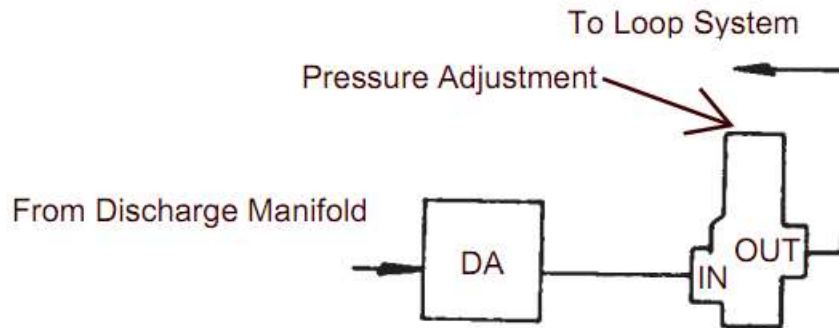 To Loop System
Pressure Adjustment
From Discharge Manifold
DA
IN
OUT